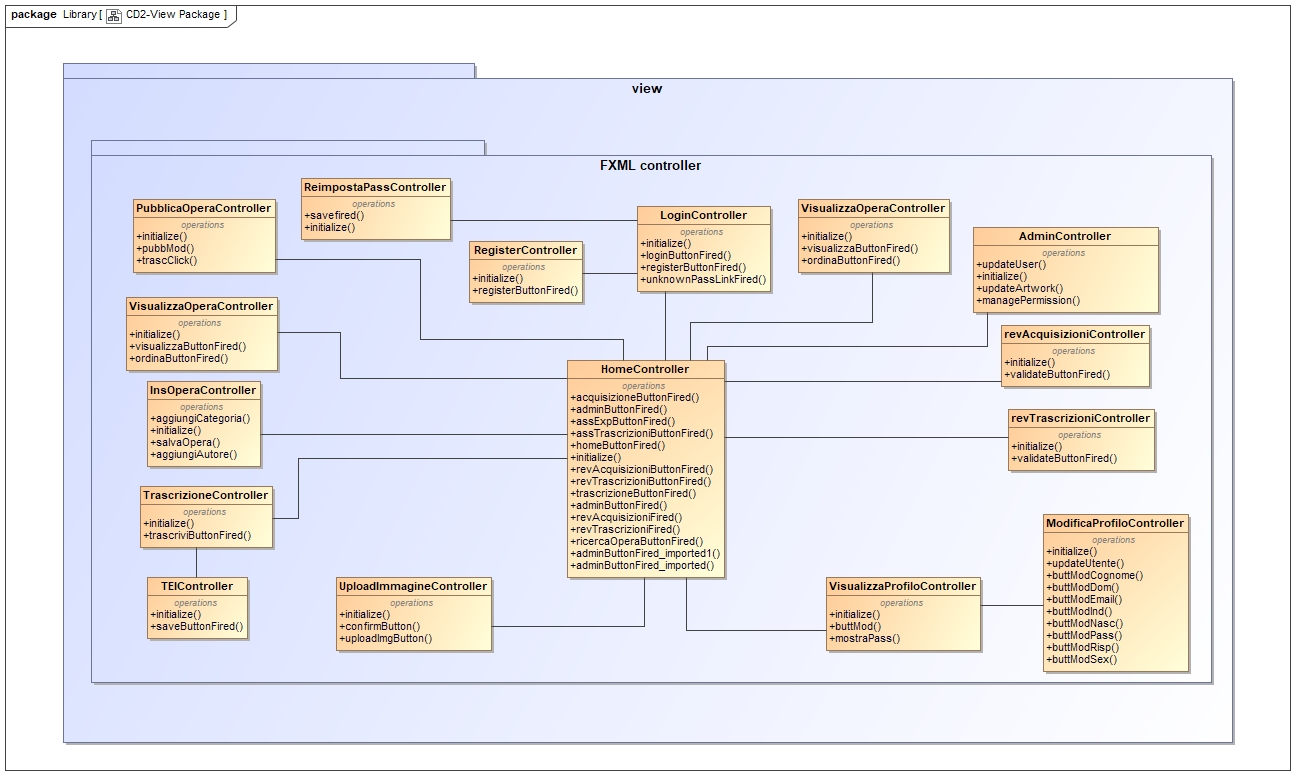 package Library[ CD2-View Package ]
view
FXML controller
PubblicaOperaController
operations
+initialize()
+pubbMod()
+trascClick()
ReimpostaPassController
operations
+savefired()
+initialize()
RegisterController
operations
+initialize()
+registerButtonFired()
LoginController
operations
+initialize()
+loginButtonFired()
+registerButtonFired()
+unknownPassLinkFired()
VisualizzaOperaController
operations
+initialize()
+visualizzaButtonFired()
+ordinaButtonFired()
AdminController
operations
+updateUser()
+initialize()
+updateArtwork()
+managePermission()
VisualizzaOperaController
operations
+initialize()
+visualizzaButtonFired()
+ordinaButtonFired()
revAcquisizioniController
operations
+initialize()
+validateButtonFired()
InsOperaController
operations
+aggiungiCategoria()
+initialize()
+salvaOpera()
+aggiungiAutore()
HomeController
operations
+acquisizioneButtonFired()
+adminButtonFired()
+assExpButtonFired()
+assTrascrizioniButtonFired()
+homeButtonFired()
+initialize()
+revAcquisizioniButtonFired()
+revTrascrizioniButtonFired()
+trascrizioneButtonFired()
+adminButtonFired()
+revAcquisizioniFired()
+revTrascrizioniFired()
+ricercaOperaButtonFired()
+adminButtonFired_imported1()
+adminButtonFired_imported()
revTrascrizioniController
operations
+initialize()
+validateButtonFired()
TrascrizioneController
operations
+initialize()
+trascriviButtonFired()
TEIController
operations
+initialize()
+saveButtonFired()
UploadImmagineController
operations
+initialize()
+confirmButton()
+uploadImgButton()
VisualizzaProfiloController
operations
+initialize()
+buttMod()
+mostraPass()
ModificaProfiloController
operations
+initialize()
+updateUtente()
+buttModCognome()
+buttModDom()
+buttModEmail()
+buttModInd()
+buttModNasc()
+buttModPass()
+buttModRisp()
+buttModSex()